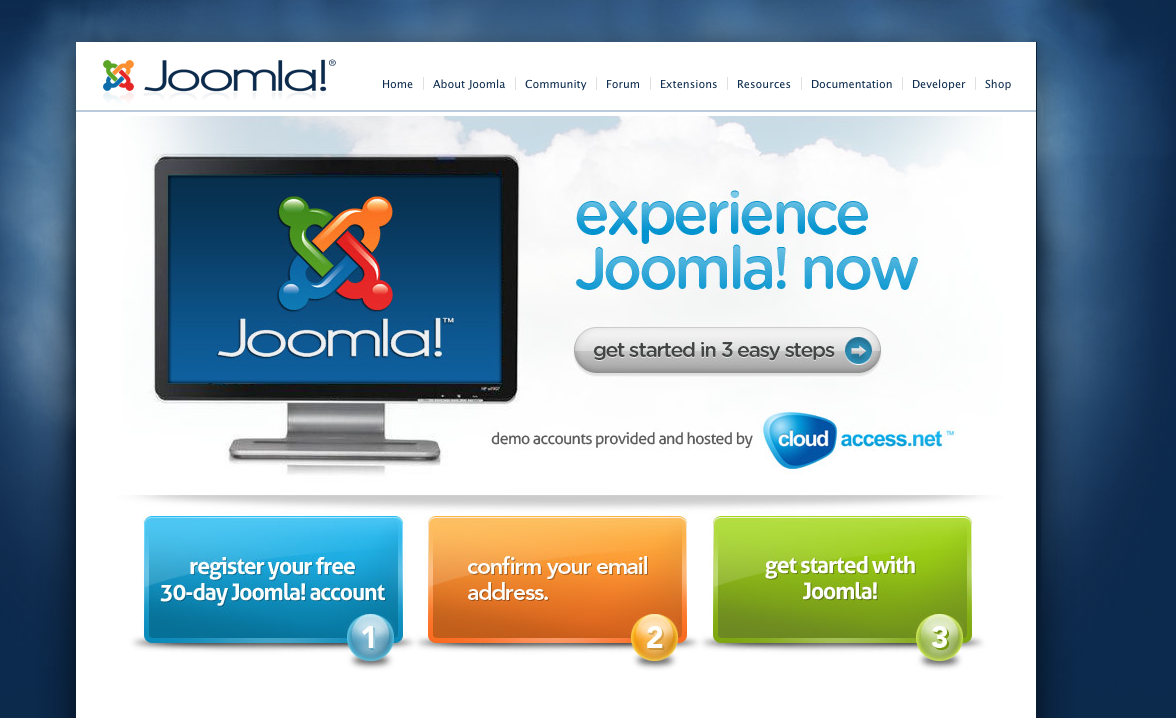 Joomla!®
Home
About Joomla
Community
Forum
Extensions
Resources
Documentation
Developer
Shop
Joomla!™
experience
Joomla! now
get started in 3 easy steps
demo accounts provided and hosted by
cloudaccess.net™
register your free
30-day Joomla! account
1
confirm your email
address.
2
get started with
Joomla!
3